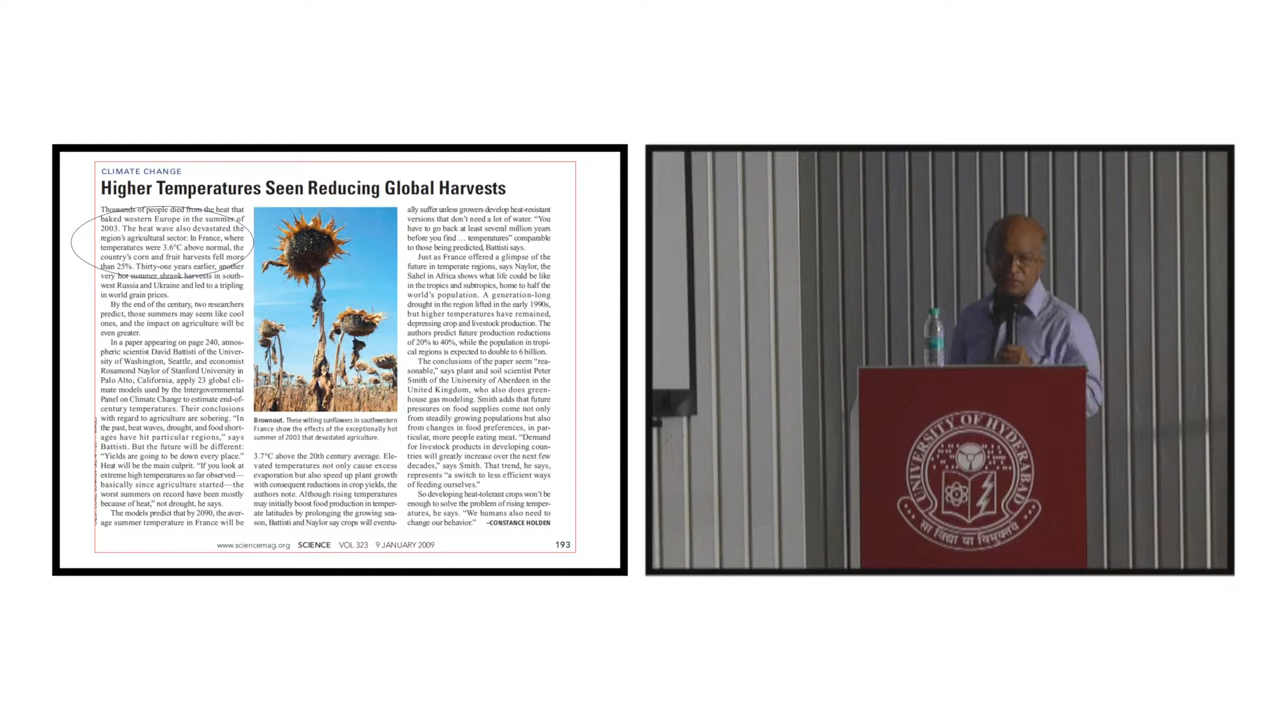 CLIMATE CHANGE
Higher Temperatures Seen Reducing Global Harvests
Thousands of people died from the heat that
baked western Europe in the summer of
2003. The heat wave also devastated the
region's agricultural sector: In France, where
temperatures were 3.6°C above normal, the
country's corn and fruit harvests fell more
than 25%. Thirty-one years earlier, another
very hot summer shrank harvests in south-
west Russia and Ukraine and led to a tripling
in world grain prices.
By the end of the century, two researchers
predict, those summers may seem like cool
ones, and the impact on agriculture will be
even greater.
In a paper appearing on page 240, atmos-
pheric scientist David Battisti of the Univer-
sity of Washington, Seattle, and economist
Rosamond Naylor of Stanford University in
Palo Alto, California, apply 23 global cli-
mate models used by the Intergovernmental
Panel on Climate Change to estimate end-of-
century temperatures. Their conclusions
with regard to agriculture are sobering. "In
the past, heat waves, drought, and food short-
ages have hit particular regions," says
Battisti. But the future will be different:
"Yields are going to be down every place."
Heat will be the main culprit. "If you look at
extreme high temperatures so far observed—
basically since agriculture started—the
worst summers on record have been mostly
because of heat," not drought, he says.
The models predict that by 2090, the aver-
age summer temperature in France will be
Brownout. These wilting sunflowers in southwestern
France show the effects of the exceptionally hot
summer of 2003 that devastated agriculture.
3.7°C above the 20th century average. Ele-
vated temperatures not only cause excess
evaporation but also speed up plant growth
with consequent reductions in crop yields, the
authors note. Although rising temperatures
may initially boost food production in temper-
ate latitudes by prolonging the growing sea-
son, Battisti and Naylor say crops will eventu-
ally suffer unless growers develop heat-resistant
versions that don't need a lot of water. "You
have to go back at least several million years
before you find … temperatures" comparable
to those being predicted, Battisti says.
Just as France offered a glimpse of the
future in temperate regions, says Naylor, the
Sahel in Africa shows what life could be like
in the tropics and subtropics, home to half the
world's population. A generation-long
drought in the region lifted in the early 1990s,
but higher temperatures have remained,
depressing crop and livestock production. The
authors predict future production reductions
of 20% to 40%, while the population in tropi-
cal regions is expected to double to 6 billion.
The conclusions of the paper seem "rea-
sonable," says plant and soil scientist Peter
Smith of the University of Aberdeen in the
United Kingdom, who also does green-
house gas modeling. Smith adds that future
pressures on food supplies come not only
from steadily growing populations but also
from changes in food preferences, in par-
ticular, more people eating meat. "Demand
for livestock products in developing coun-
tries will greatly increase over the next few
decades," says Smith. That trend, he says,
represents "a switch to less efficient ways
of feeding ourselves."
So developing heat-tolerant crops won't be
enough to solve the problem of rising temper-
atures, he says. "We humans also need to
change our behavior." –CONSTANCE HOLDEN
www.sciencemag.org SCIENCE VOL 323 9 JANUARY 2009 193
UNIVERSITY OF HYDERABAD
सा विद्या या विमुक्तये